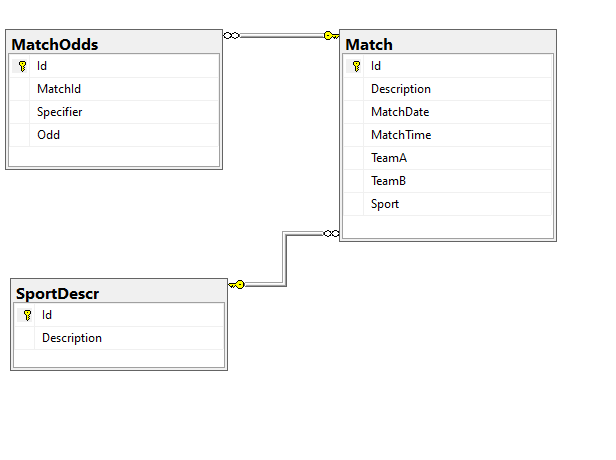 MatchOdds
Id
MatchId
Specifier
Odd
Match
Id
Description
MatchDate
MatchTime
TeamA
TeamB
Sport
SportDescr
Id
Description